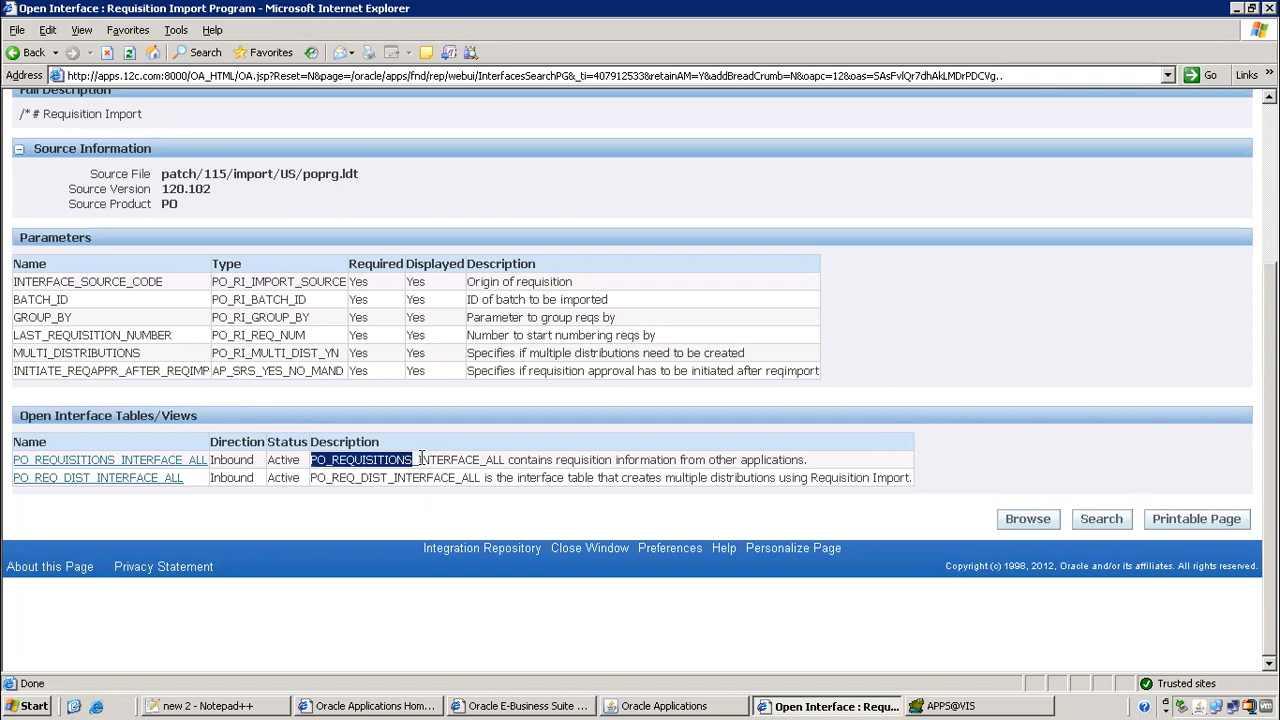 Open Interface : Requisition Import Program - Microsoft Internet Explorer
File Edit View Favorites Tools Help
Back Search Favorites
Address http://apps.12c.com:8000/OA_HTML/OA.jsp?Reset=N&page=/oracle/apps/fnd/rep/webui/InterfacesSearchPG&_ti=407912533&retainAM=Y&addBreadCrumb=N&oapc=12&oas=SAsFvlQr7dhAkLMDrPDCVg.. Go Links »
Full Description
/* # Requisition Import
Source Information
Source File patch/115/import/US/poprg.ldt
Source Version 120.102
Source Product PO
Parameters
Name Type Required Displayed Description
INTERFACE_SOURCE_CODE PO_RI_IMPORT_SOURCE Yes Yes Origin of requisition
BATCH_ID PO_RI_BATCH_ID Yes Yes ID of batch to be imported
GROUP_BY PO_RI_GROUP_BY Yes Yes Parameter to group reqs by
LAST_REQUISITION_NUMBER PO_RI_REQ_NUM Yes Yes Number to start numbering reqs by
MULTI_DISTRIBUTIONS PO_RI_MULTI_DIST_YN Yes Yes Specifies if multiple distributions need to be created
INITIATE_REQAPPR_AFTER_REQIMP AP_SRS_YES_NO_MAND Yes Yes Specifies if requisition approval has to be initiated after reqimport
Open Interface Tables/Views
Name Direction Status Description
PO_REQUISITIONS_INTERFACE_ALL Inbound Active PO_REQUISITIONS_INTERFACE_ALL contains requisition information from other applications.
PO_REQ_DIST_INTERFACE_ALL Inbound Active PO_REQ_DIST_INTERFACE_ALL is the interface table that creates multiple distributions using Requisition Import.
Browse Search Printable Page
Integration Repository Close Window Preferences Help Personalize Page
About this Page Privacy Statement Copyright (c) 1998, 2012, Oracle and/or its affiliates. All rights reserved.
Done Trusted sites
Start new 2 - Notepad++ Oracle Applications Hom... Oracle E-Business Suite ... Oracle Applications Open Interface : Requ... APPS@VIS